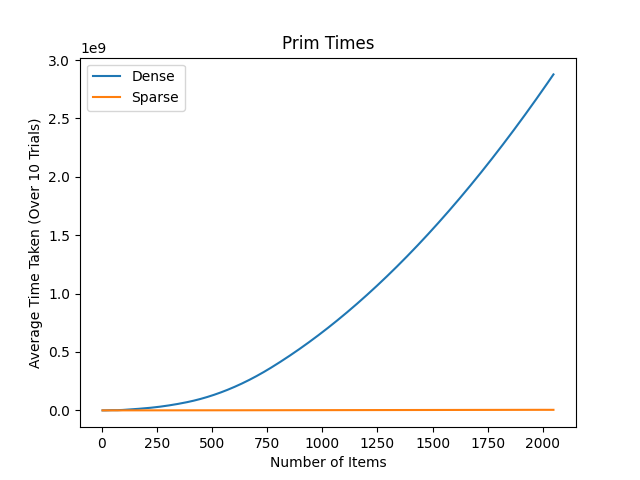 Prim Times
1e9
3.0
2.5
2.0
1.5
1.0
0.5
0.0
Average Time Taken (Over 10 Trials)
Dense
Sparse
0 250 500 750 1000 1250 1500 1750 2000
Number of Items